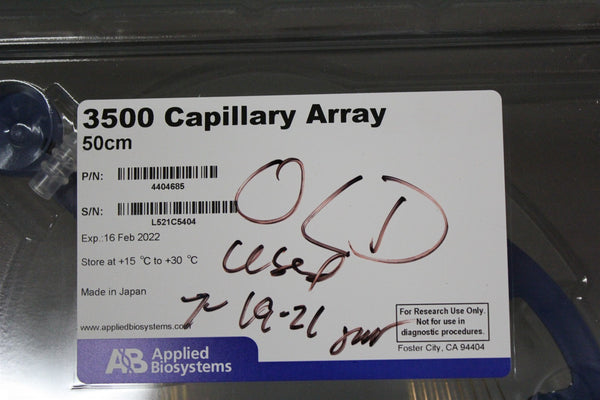 3500 Capillary Array
50cm
P/N:
4404685
S/N:
L521C5404
OLD
Exp.:16 Feb 2022
Used
Store at +15 °C to +30 °C
Made in Japan
7-19-21
www.appliedbiosystems.com
For Research Use Only.
Not for use in
diagnostic procedures.
Foster City, CA 94404
AB Applied
Biosystems